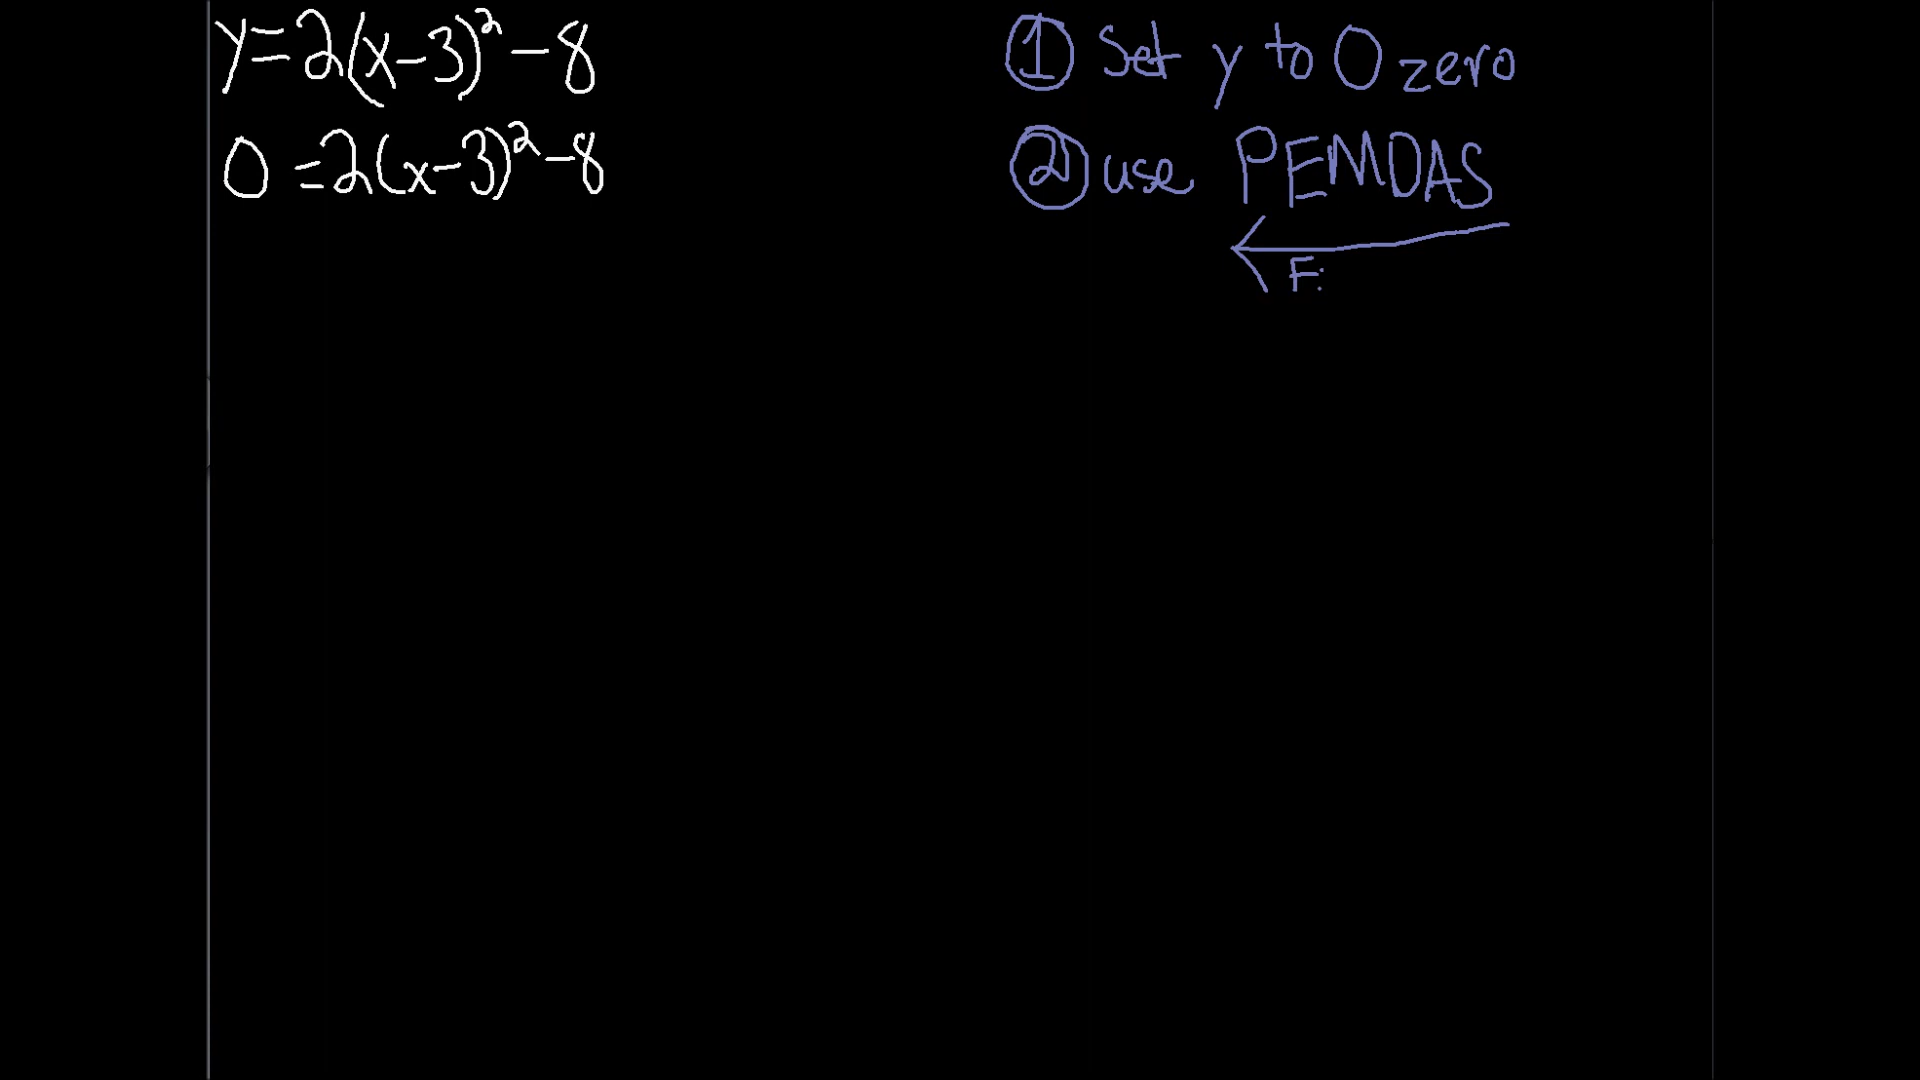 y=2(x-3)²-8
0=2(x-3)²-8
① Set y to 0 zero
② use PEMDAS
F